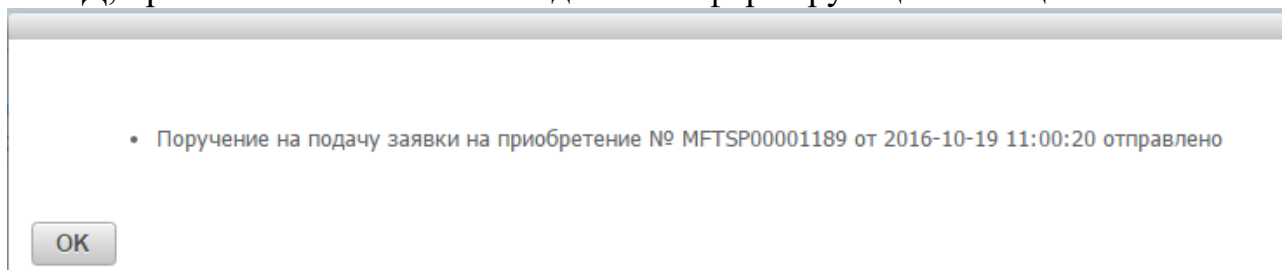 • Поручение на подачу заявки на приобретение № MFTSP00001189 от 2016-10-19 11:00:20 отправлено
OK